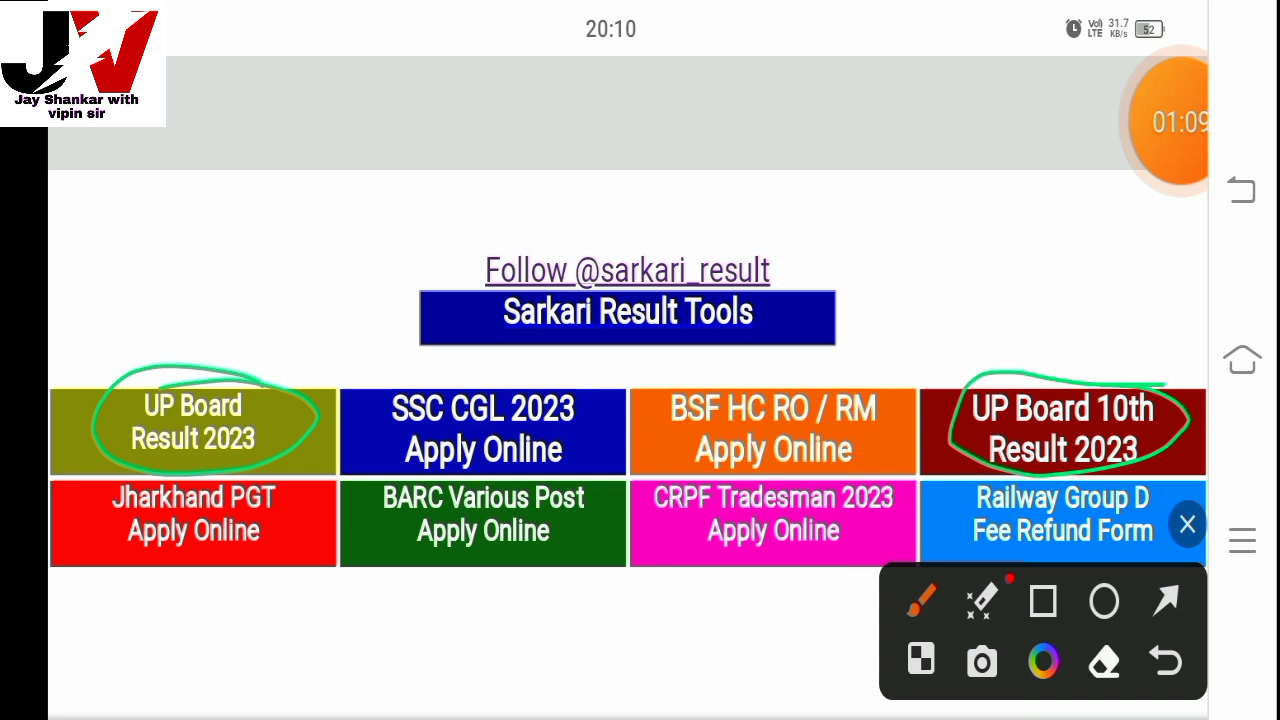 Jay Shankar with
vipin sir
20:10
Vo) 31.7
LTE KB/s
52
01:09
Follow @sarkari_result
Sarkari Result Tools
UP Board
Result 2023
SSC CGL 2023
Apply Online
BSF HC RO / RM
Apply Online
UP Board 10th
Result 2023
Jharkhand PGT
Apply Online
BARC Various Post
Apply Online
CRPF Tradesman 2023
Apply Online
Railway Group D
Fee Refund Form